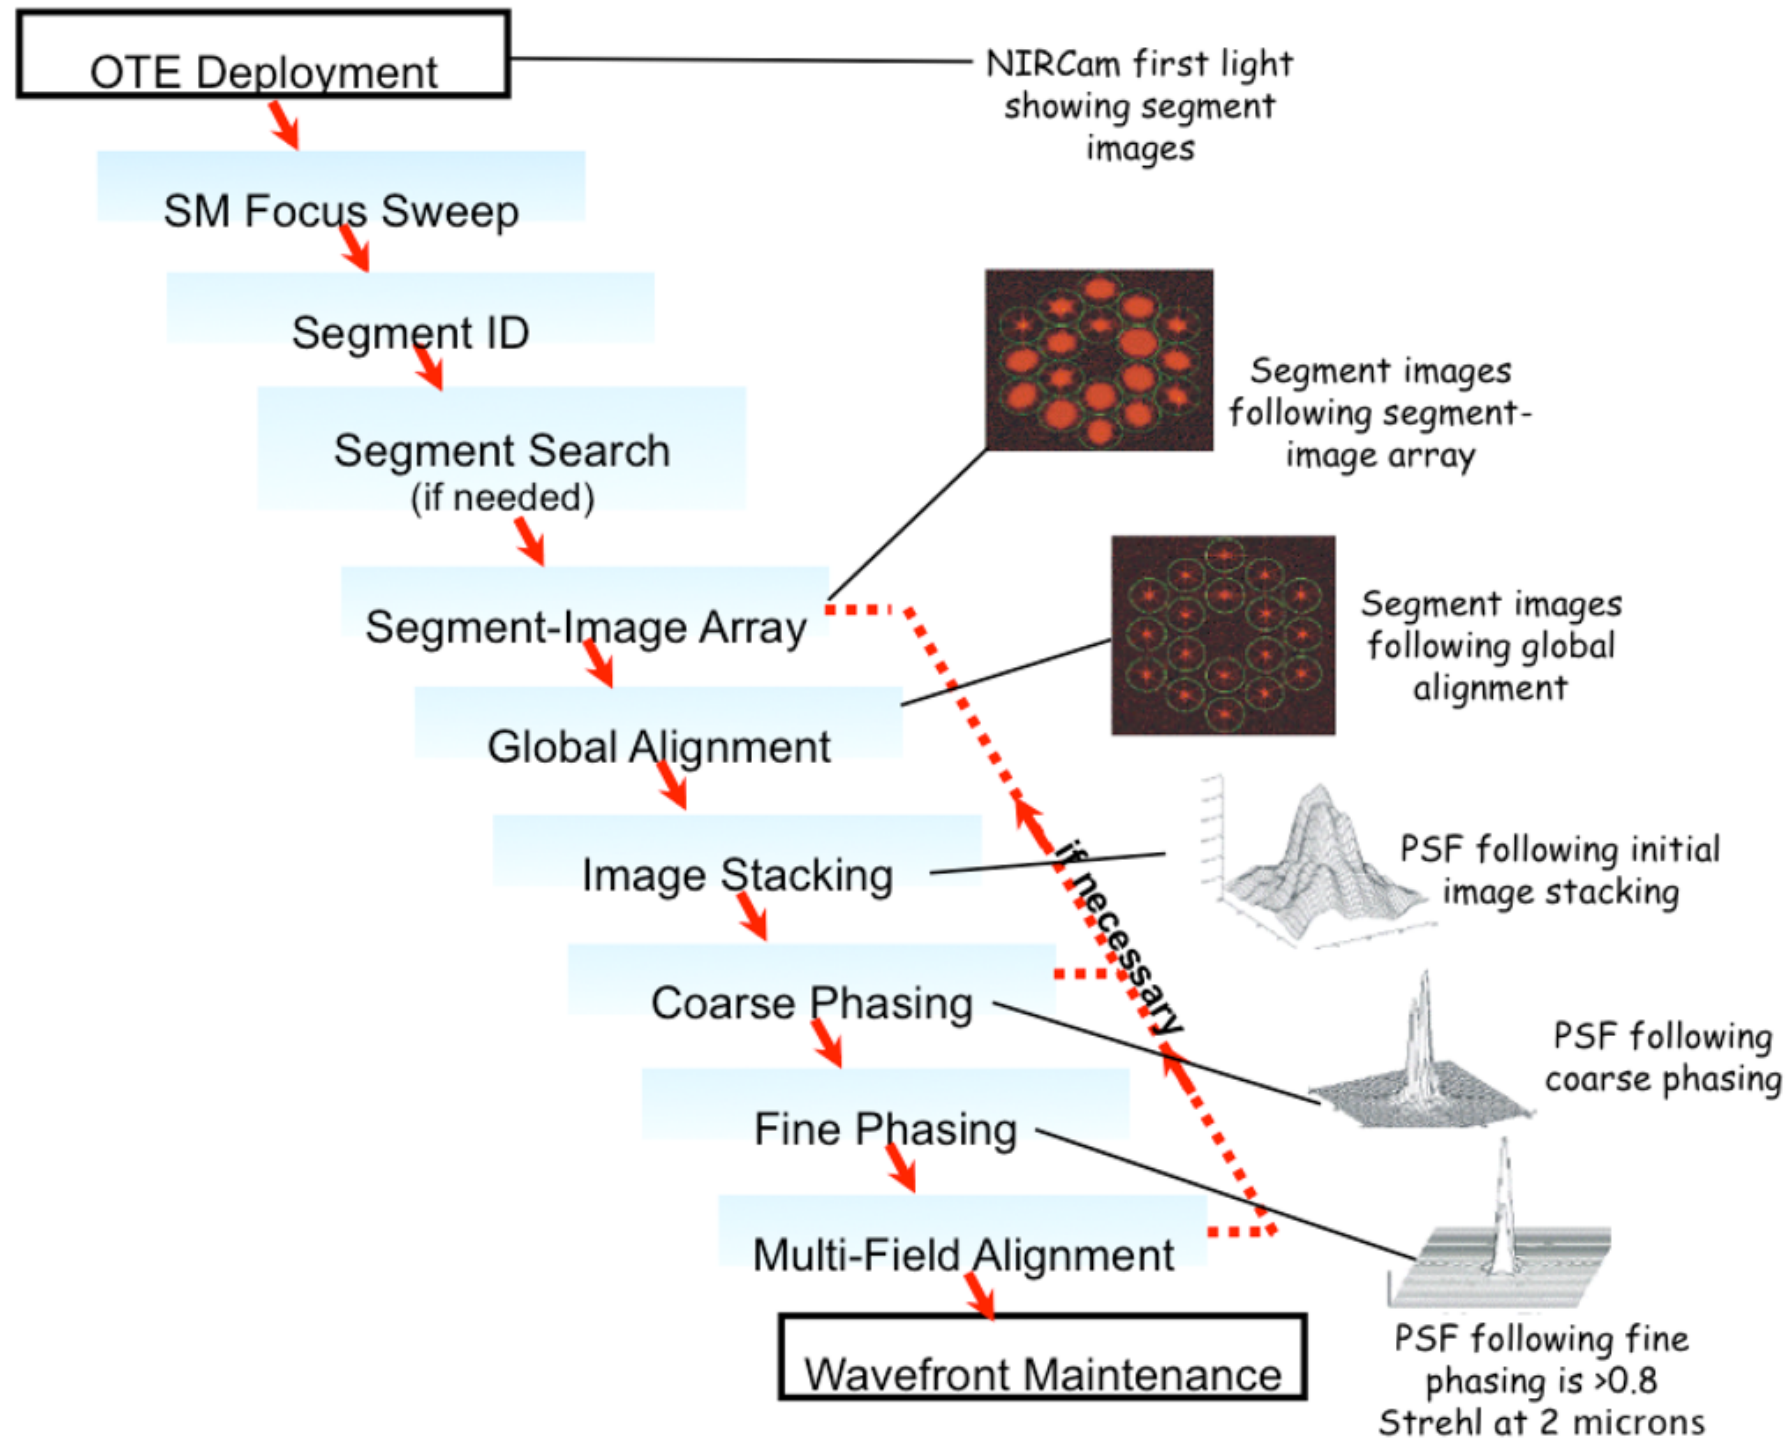 OTE Deployment
NIRCam first light
showing segment
images
SM Focus Sweep
Segment ID
Segment Search
(if needed)
Segment images
following segment-
image array
Segment-Image Array
Segment images
following global
alignment
Global Alignment
Image Stacking
if necessary
PSF following initial
image stacking
Coarse Phasing
PSF following
coarse phasing
Fine Phasing
Multi-Field Alignment
Wavefront Maintenance
PSF following fine
phasing is >0.8
Strehl at 2 microns